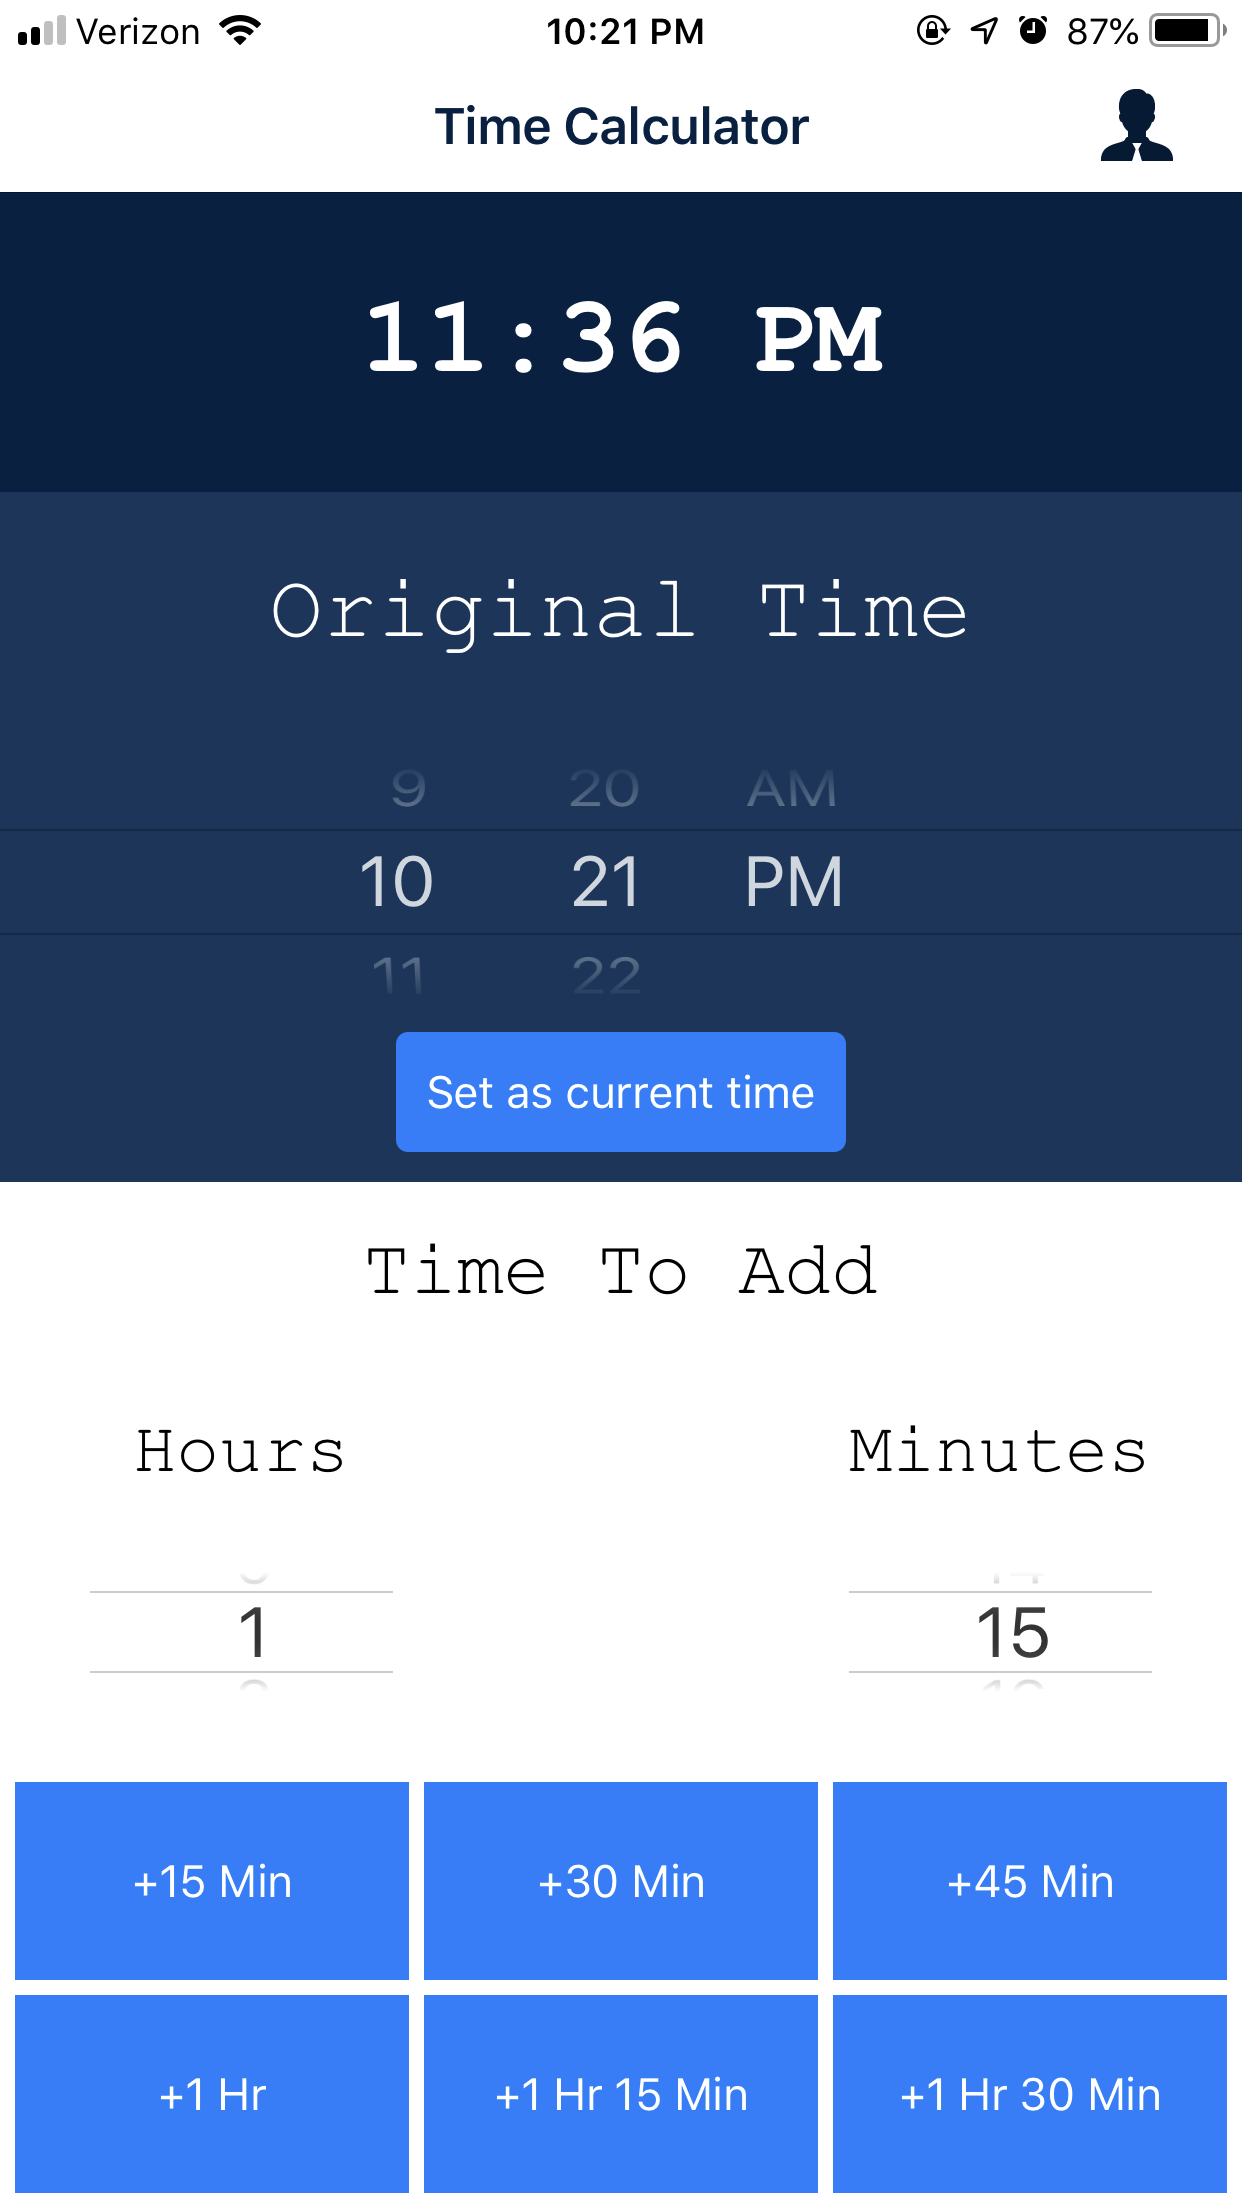 Verizon 10:21 PM 87%
Time Calculator
11:36 PM
Original Time
9 20 AM
10 21 PM
11 22
Set as current time
Time To Add
Hours Minutes
1 15
+15 Min +30 Min +45 Min
+1 Hr +1 Hr 15 Min +1 Hr 30 Min